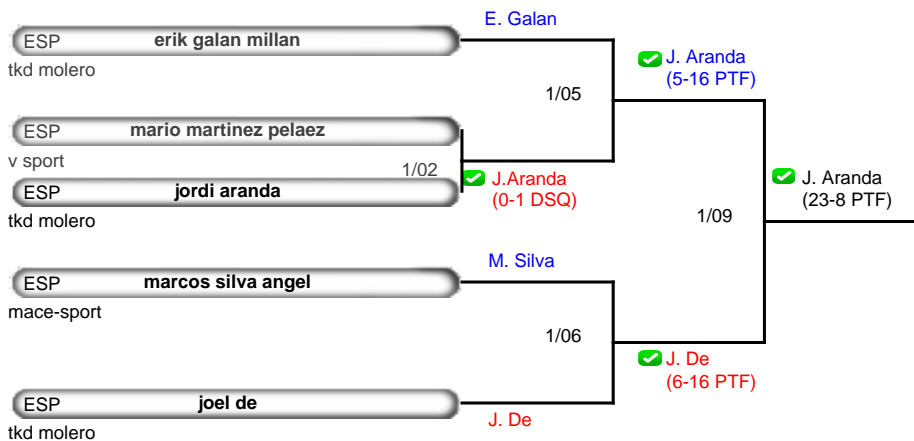 E. Galan
ESP erik galan millan
tkd molero
J. Aranda
(5-16 PTF)
1/05
ESP mario martinez pelaez
v sport
1/02
J.Aranda
(0-1 DSQ)
ESP jordi aranda
tkd molero
J. Aranda
(23-8 PTF)
1/09
M. Silva
ESP marcos silva angel
mace-sport
1/06
J. De
(6-16 PTF)
ESP joel de
J. De
tkd molero